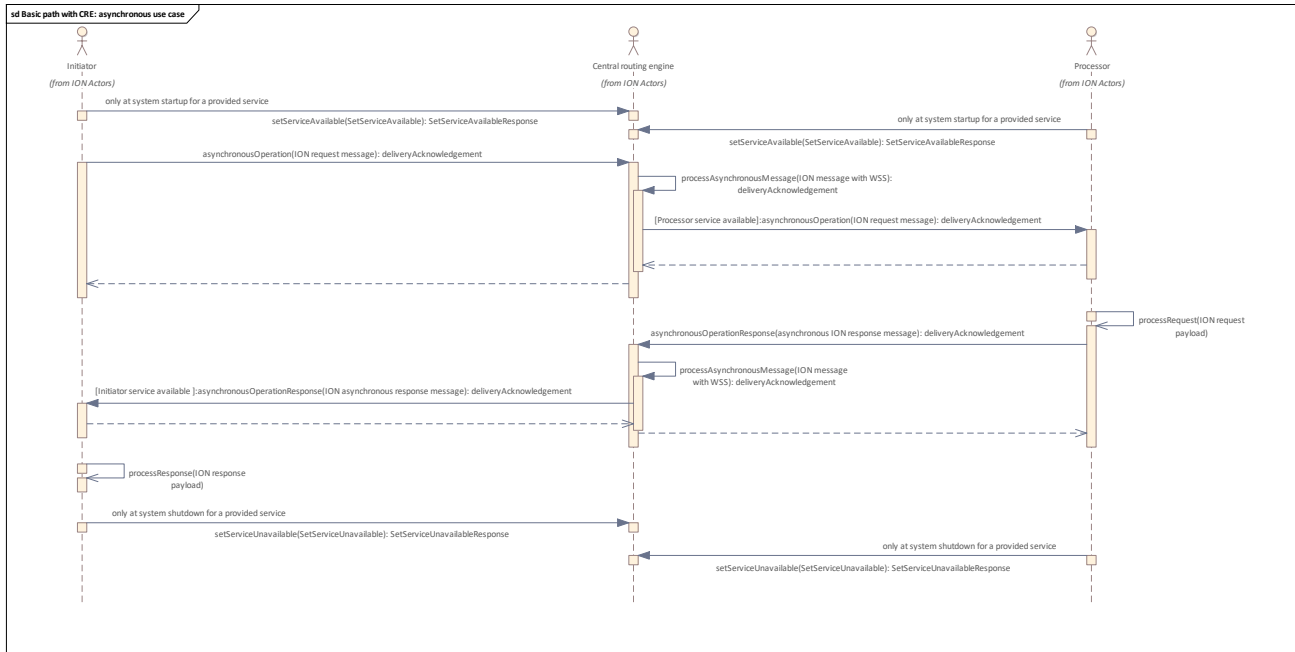 sd Basic path with CRE: asynchronous use case
Initiator
(from ION Actors)
Central routing engine
(from ION Actors)
Processor
(from ION Actors)
only at system startup for a provided service
setServiceAvailable(SetServiceAvailable): SetServiceAvailableResponse
only at system startup for a provided service
setServiceAvailable(SetServiceAvailable): SetServiceAvailableResponse
asynchronousOperation(ION request message): deliveryAcknowledgement
processAsynchronousMessage(ION message with WSS):
deliveryAcknowledgement
[Processor service available]:asynchronousOperation(ION request message): deliveryAcknowledgement
processRequest(ION request
payload)
asynchronousOperationResponse(asynchronous ION response message): deliveryAcknowledgement
processAsynchronousMessage(ION message
with WSS): deliveryAcknowledgement
[Initiator service available ]:asynchronousOperationResponse(ION asynchronous response message): deliveryAcknowledgement
processResponse(ION response
payload)
only at system shutdown for a provided service
setServiceUnavailable(SetServiceUnavailable): SetServiceUnavailableResponse
only at system shutdown for a provided service
setServiceUnavailable(SetServiceUnavailable): SetServiceUnavailableResponse